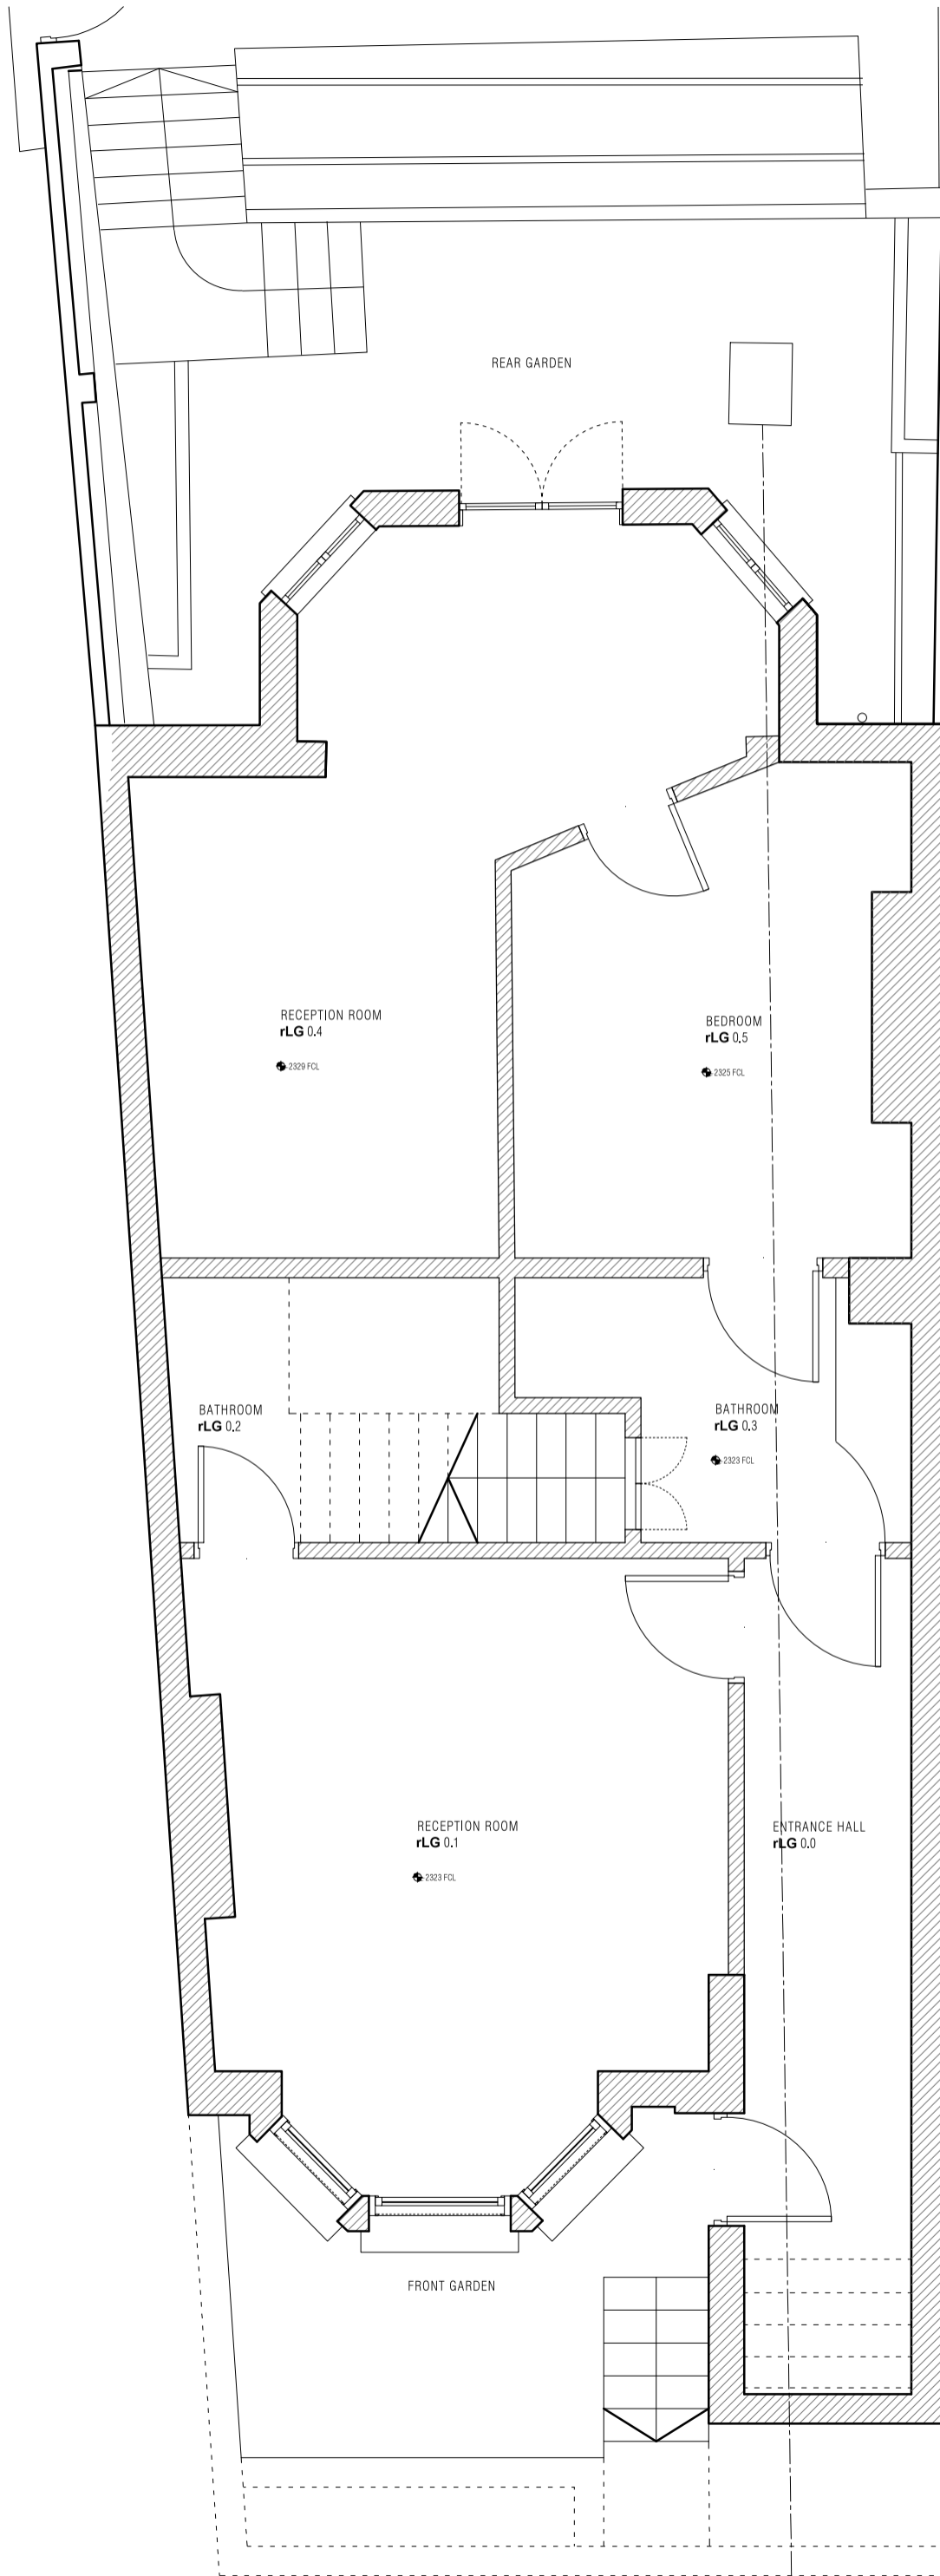 REAR GARDEN
RECEPTION ROOM
rLG 0.4
2329 FCL
BEDROOM
rLG 0.5
2325 FCL
BATHROOM
rLG 0.2
BATHROOM
rLG 0.3
2323 FCL
RECEPTION ROOM
rLG 0.1
2323 FCL
ENTRANCE HALL
rLG 0.0
FRONT GARDEN